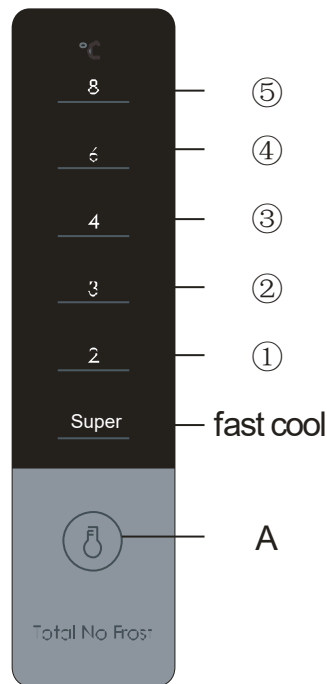 °C
8 ⑤
6 ④
4 ③
3 ②
2 ①
Super fast cool
A
Total No Frost